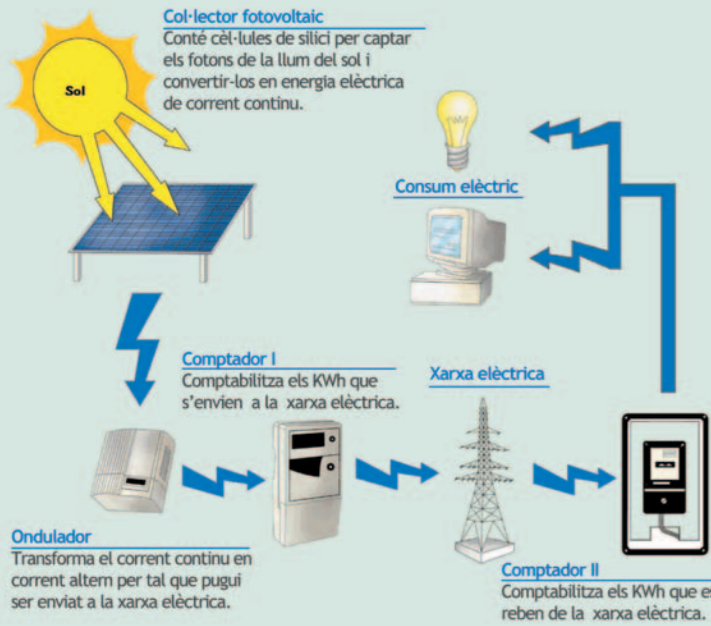 Col·lector fotovoltaic
Conté cèl·lules de silici per captar
els fotons de la llum del sol i
convertir-los en energia elèctrica
de corrent continu.
Sol
Consum elèctric
Comptador I
Comptabilitza els KWh que
s'envien a la xarxa elèctrica.
Xarxa elèctrica
Ondulador
Transforma el corrent continu en
corrent altern per tal que pugui
ser enviat a la xarxa elèctrica.
Comptador II
Comptabilitza els KWh que es
reben de la xarxa elèctrica.